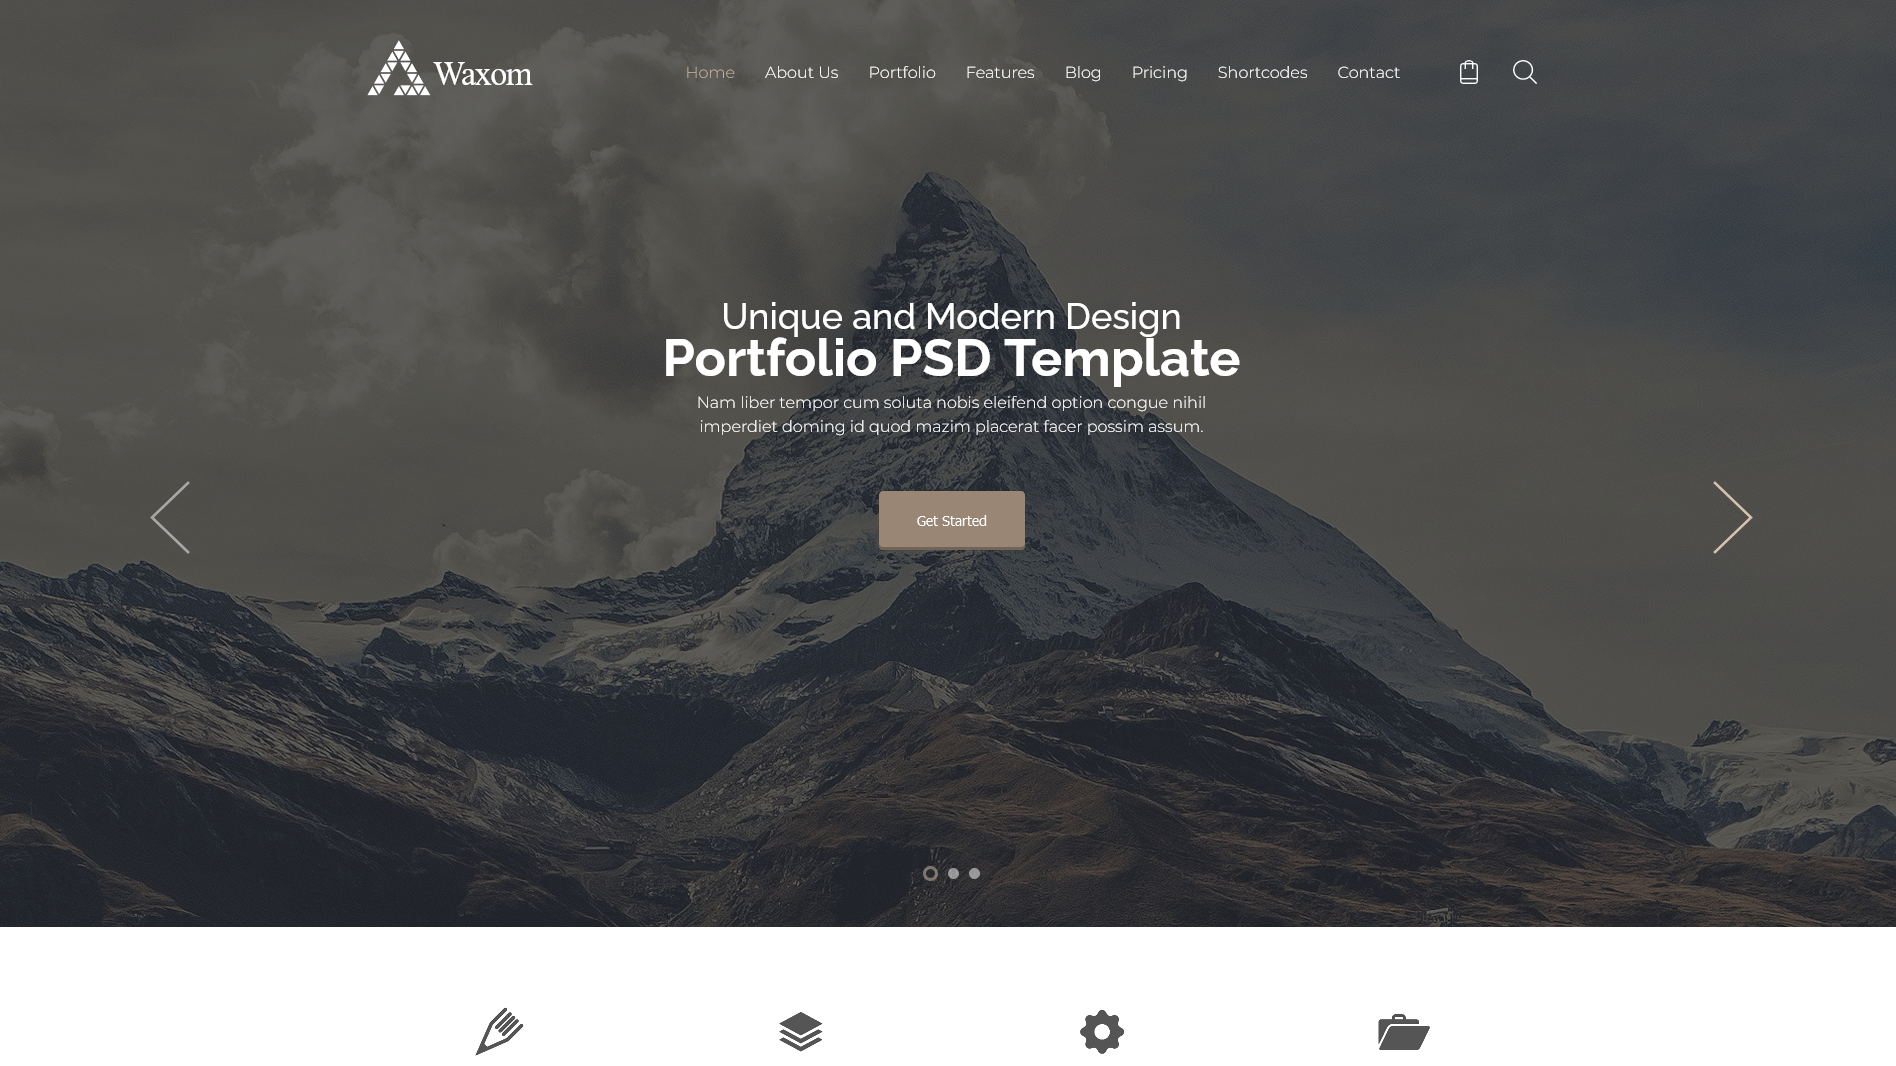 Waxom
Home About Us Portfolio Features Blog Pricing Shortcodes Contact
Unique and Modern Design
Portfolio PSD Template
Nam liber tempor cum soluta nobis eleifend option congue nihil
imperdiet doming id quod mazim placerat facer possim assum.
Get Started